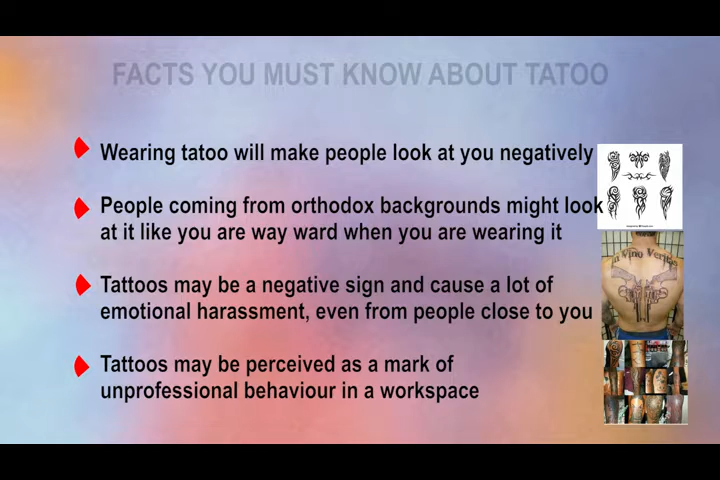 FACTS YOU MUST KNOW ABOUT TATOO
Wearing tatoo will make people look at you negatively
People coming from orthodox backgrounds might look
at it like you are way ward when you are wearing it
Tattoos may be a negative sign and cause a lot of
emotional harassment, even from people close to you
Tattoos may be perceived as a mark of
unprofessional behaviour in a workspace
In Vino Veritas